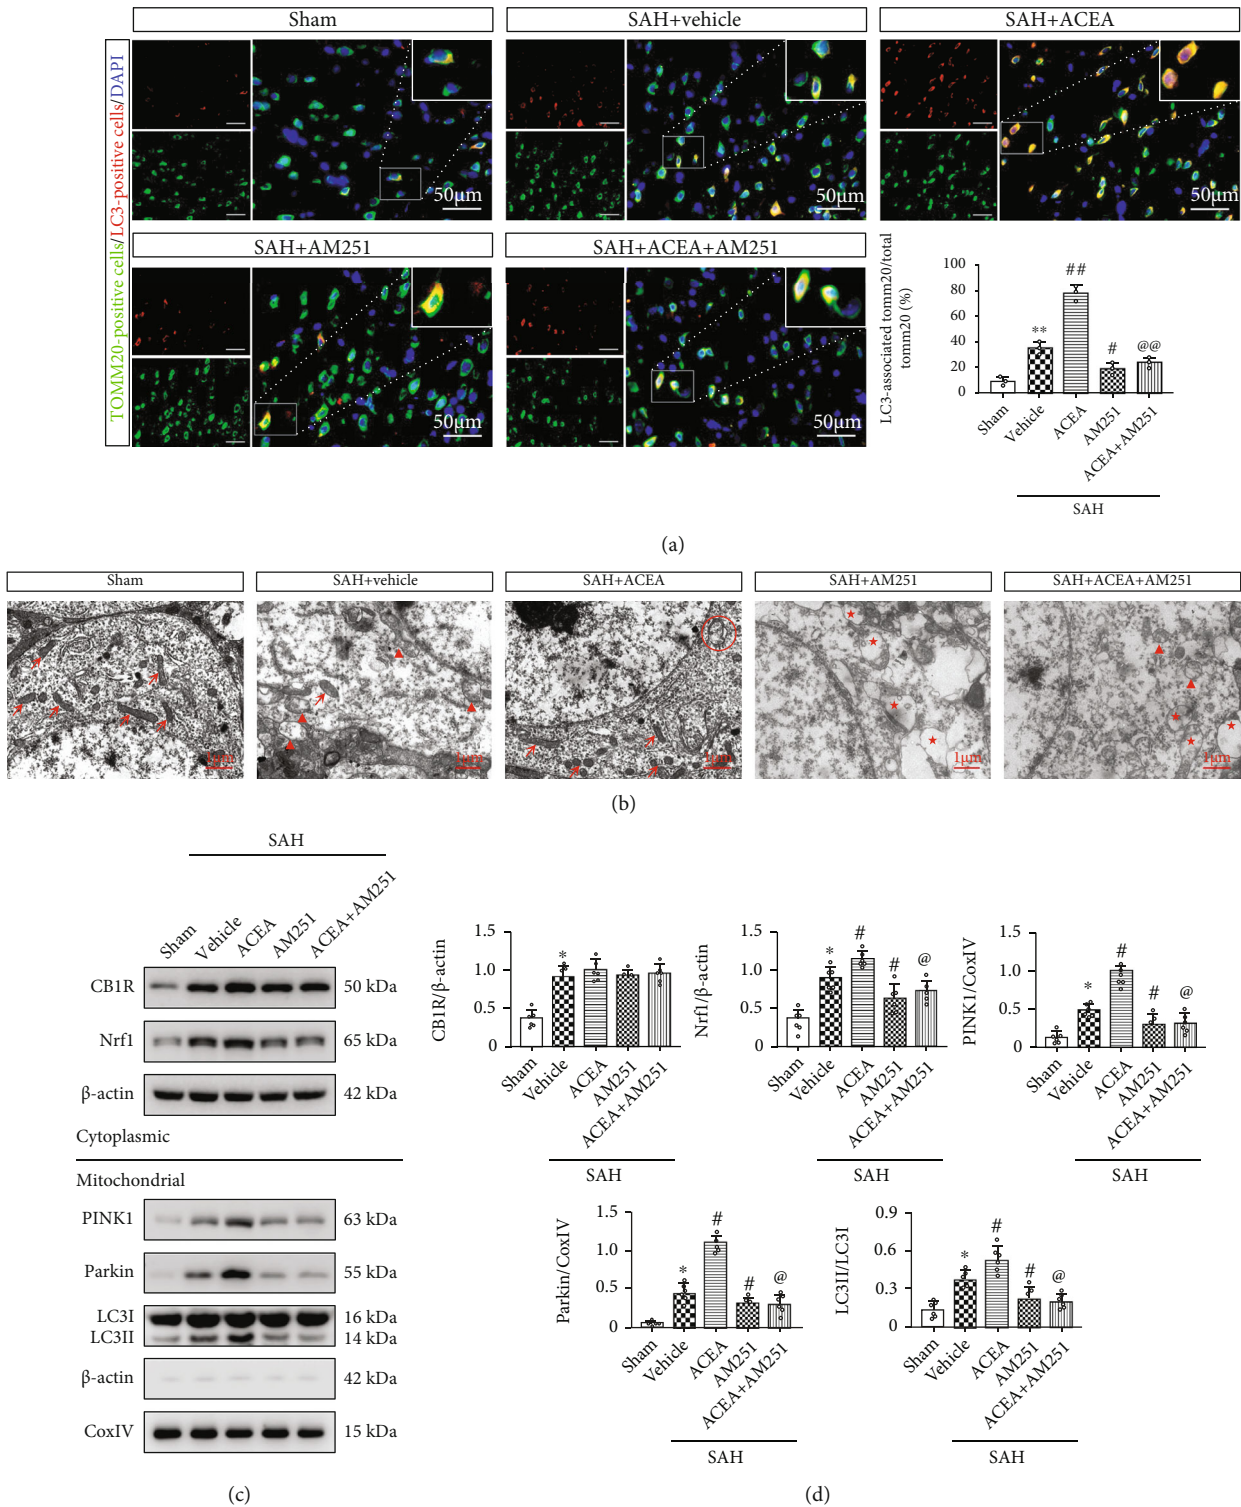 Sham
SAH+vehicle
SAH+ACEA
TOMM20-positive cells/LC3-positive cells/DAPI
50μm
50μm
50μm
SAH+AM251
SAH+ACEA+AM251
50μm
50μm
LC3-associated tomm20/total
tomm20 (%)
100
80
60
40
20
0
**
##
#
@@
Sham
Vehicle
ACEA
AM251
ACEA+AM251
SAH
(a)
Sham
SAH+vehicle
SAH+ACEA
SAH+AM251
SAH+ACEA+AM251
1μm
1μm
1μm
1μm
1μm
(b)
SAH
Sham
Vehicle
ACEA
AM251
ACEA+AM251
CB1R
50 kDa
Nrf1
65 kDa
β-actin
42 kDa
Cytoplasmic
Mitochondrial
PINK1
63 kDa
Parkin
55 kDa
LC3I
16 kDa
LC3II
14 kDa
β-actin
42 kDa
CoxIV
15 kDa
(c)
CB1R/β-actin
1.5
1.0
0.5
0
*
Sham
Vehicle
ACEA
AM251
ACEA+AM251
SAH
Nrf1/β-actin
1.5
1.0
0.5
0
*
#
#
@
Sham
Vehicle
ACEA
AM251
ACEA+AM251
SAH
PINK1/CoxIV
1.5
1.0
0.5
0
*
#
#
@
Sham
Vehicle
ACEA
AM251
ACEA+AM251
SAH
Parkin/CoxIV
1.5
1.0
0.5
0
*
#
#
@
Sham
Vehicle
ACEA
AM251
ACEA+AM251
SAH
LC3II/LC3I
0.9
0.6
0.3
0
*
#
#
@
Sham
Vehicle
ACEA
AM251
ACEA+AM251
SAH
(d)